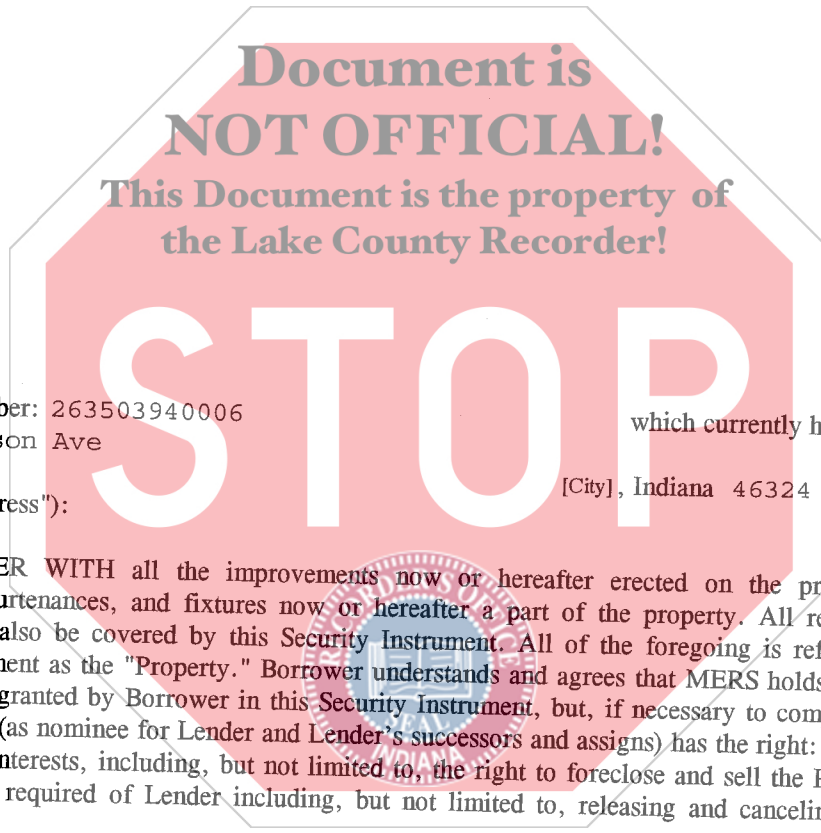 Document is
NOT OFFICIAL!
This Document is the property of
the Lake County Recorder!
STOP
ber: 263503940006
which currently h
son Ave
[City], Indiana 46324
ress"):
ER WITH all the improvements now or hereafter erected on the pr
urtenances, and fixtures now or hereafter a part of the property. All re
also be covered by this Security Instrument. All of the foregoing is ref
nent as the "Property." Borrower understands and agrees that MERS holds
granted by Borrower in this Security Instrument, but, if necessary to com
(as nominee for Lender and Lender's successors and assigns) has the right:
nterests, including, but not limited to, the right to foreclose and sell the P
required of Lender including, but not limited to, releasing and cancelin
RECORDER'S OFFICE
SEAL
INDIANA